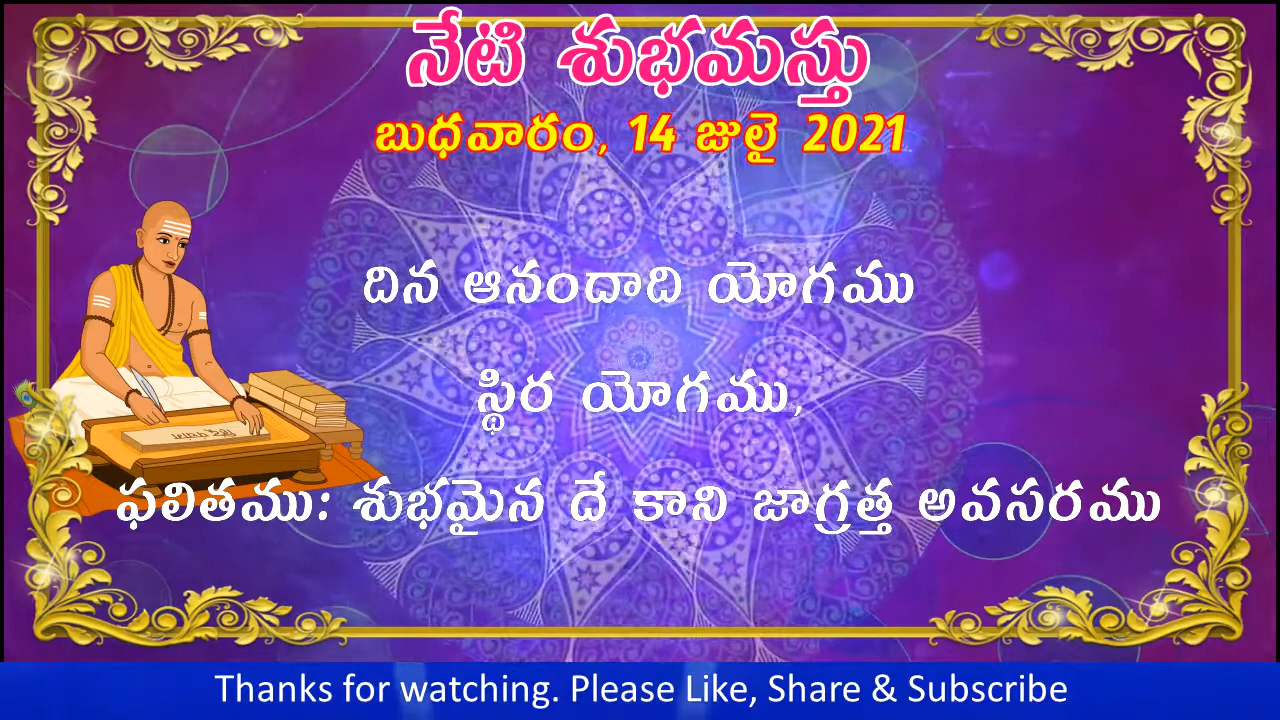 నేటి శుభమస్తు
బుధవారం, 14 జులై 2021
దిన ఆనందాది యోగము
స్థిర యోగము,
ఫలితము: శుభమైన దే కాని జాగ్రత్త అవసరము
Thanks for watching. Please Like, Share & Subscribe